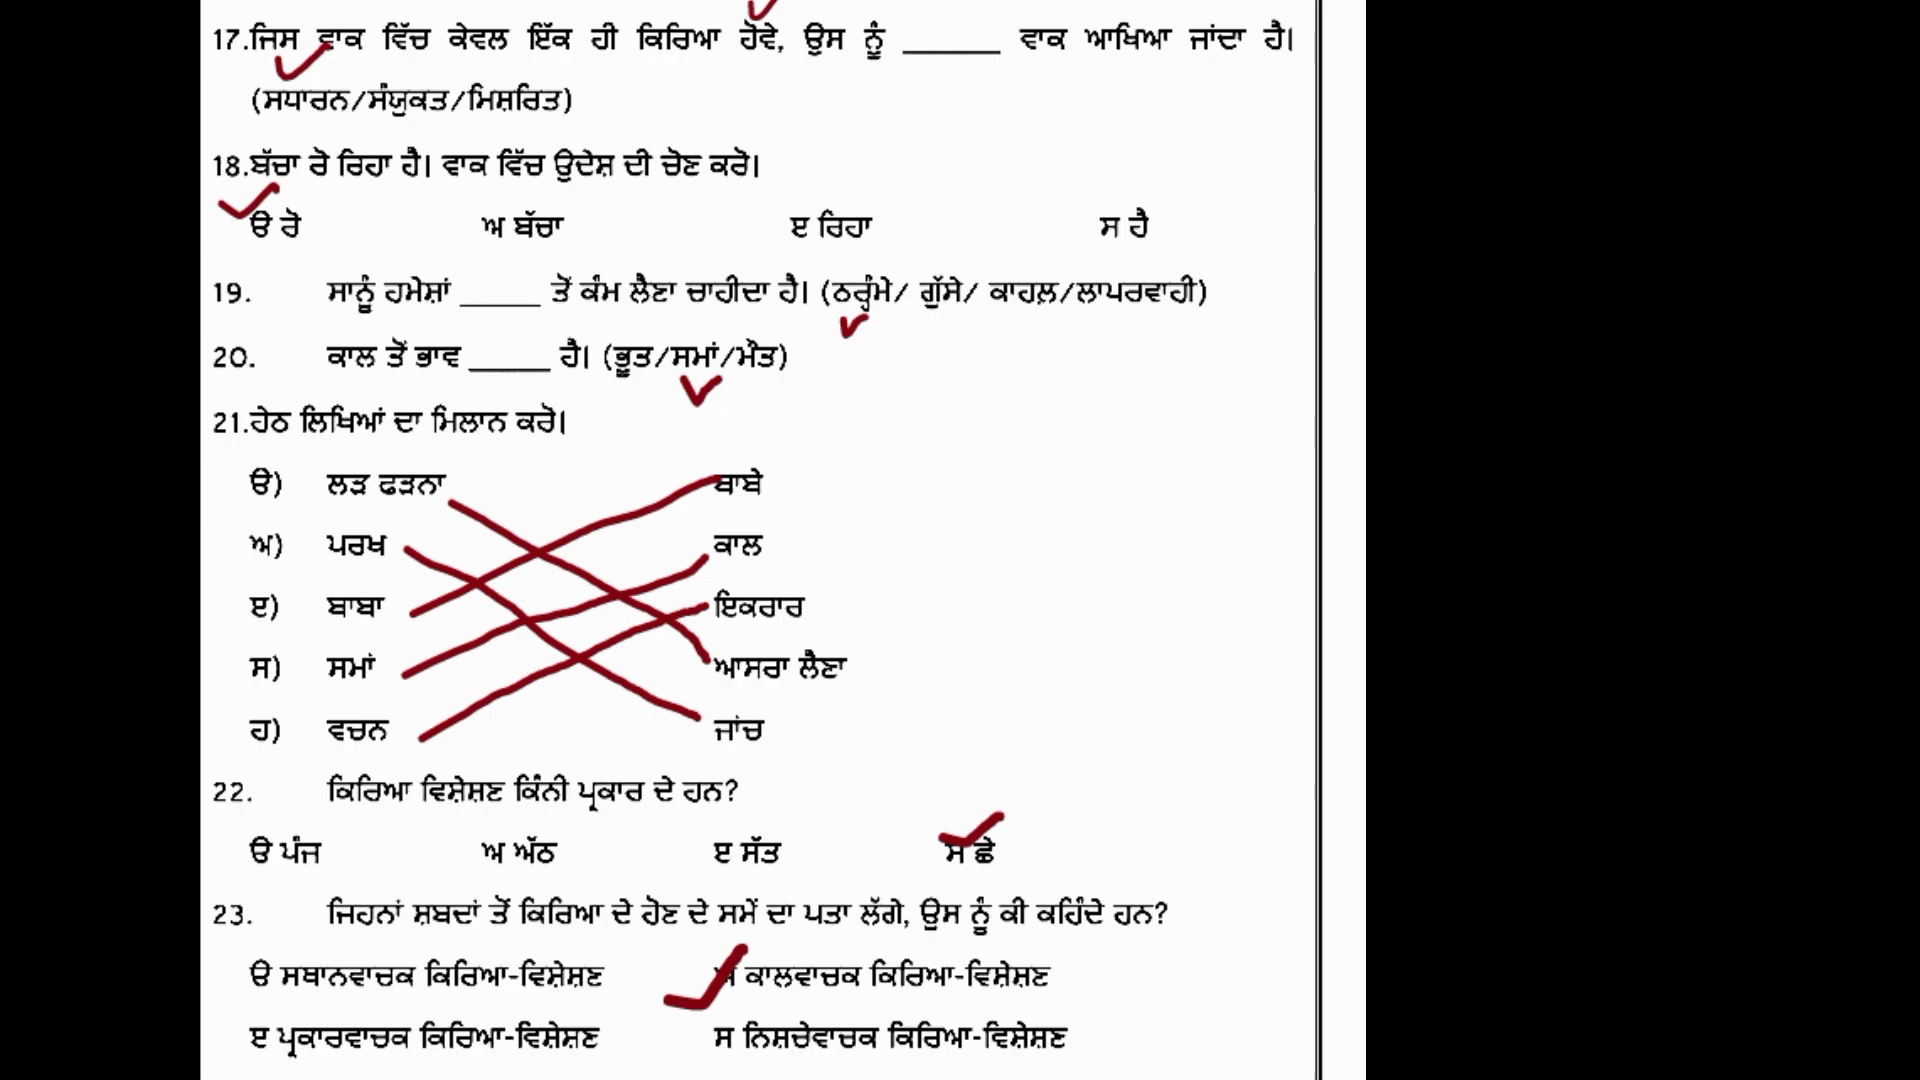 17.ਜਿਸ ਵਾਕ ਵਿੱਚ ਕੇਵਲ ਇੱਕ ਹੀ ਕਿਰਿਆ ਹੋਵੇ, ਉਸ ਨੂੰ _______ ਵਾਕ ਆਖਿਆ ਜਾਂਦਾ ਹੈ।
(ਸਧਾਰਨ/ਸੰਯੁਕਤ/ਮਿਸ਼ਰਿਤ)
18.ਬੱਚਾ ਰੋ ਰਿਹਾ ਹੈ। ਵਾਕ ਵਿੱਚ ਉਦੇਸ਼ ਦੀ ਚੋਣ ਕਰੋ।
ੳ ਰੋ ਅ ਬੱਚਾ ੲ ਰਿਹਾ ਸ ਹੈ
19. ਸਾਨੂੰ ਹਮੇਸ਼ਾਂ ______ ਤੋਂ ਕੰਮ ਲੈਣਾ ਚਾਹੀਦਾ ਹੈ। (ਠਰ੍ਹੰਮੇ/ ਗੁੱਸੇ/ ਕਾਹਲ਼/ਲਾਪਰਵਾਹੀ)
20. ਕਾਲ ਤੋਂ ਭਾਵ ______ ਹੈ। (ਭੂਤ/ਸਮਾਂ/ਮੌਤ)
21.ਹੇਠ ਲਿਖਿਆਂ ਦਾ ਮਿਲਾਨ ਕਰੋ।
ੳ) ਲੜ ਫੜਨਾ ਬਾਬੇ
ਅ) ਪਰਖ ਕਾਲ
ੲ) ਬਾਬਾ ਇਕਰਾਰ
ਸ) ਸਮਾਂ ਆਸਰਾ ਲੈਣਾ
ਹ) ਵਚਨ ਜਾਂਚ
22. ਕਿਰਿਆ ਵਿਸ਼ੇਸ਼ਣ ਕਿੰਨੀ ਪ੍ਰਕਾਰ ਦੇ ਹਨ?
ੳ ਪੰਜ ਅ ਅੱਠ ੲ ਸੱਤ ਸ ਛੇ
23. ਜਿਹਨਾਂ ਸ਼ਬਦਾਂ ਤੋਂ ਕਿਰਿਆ ਦੇ ਹੋਣ ਦੇ ਸਮੇਂ ਦਾ ਪਤਾ ਲੱਗੇ, ਉਸ ਨੂੰ ਕੀ ਕਹਿੰਦੇ ਹਨ?
ੳ ਸਥਾਨਵਾਚਕ ਕਿਰਿਆ-ਵਿਸ਼ੇਸ਼ਣ ਅ ਕਾਲਵਾਚਕ ਕਿਰਿਆ-ਵਿਸ਼ੇਸ਼ਣ
ੲ ਪ੍ਰਕਾਰਵਾਚਕ ਕਿਰਿਆ-ਵਿਸ਼ੇਸ਼ਣ ਸ ਨਿਸ਼ਚੇਵਾਚਕ ਕਿਰਿਆ-ਵਿਸ਼ੇਸ਼ਣ